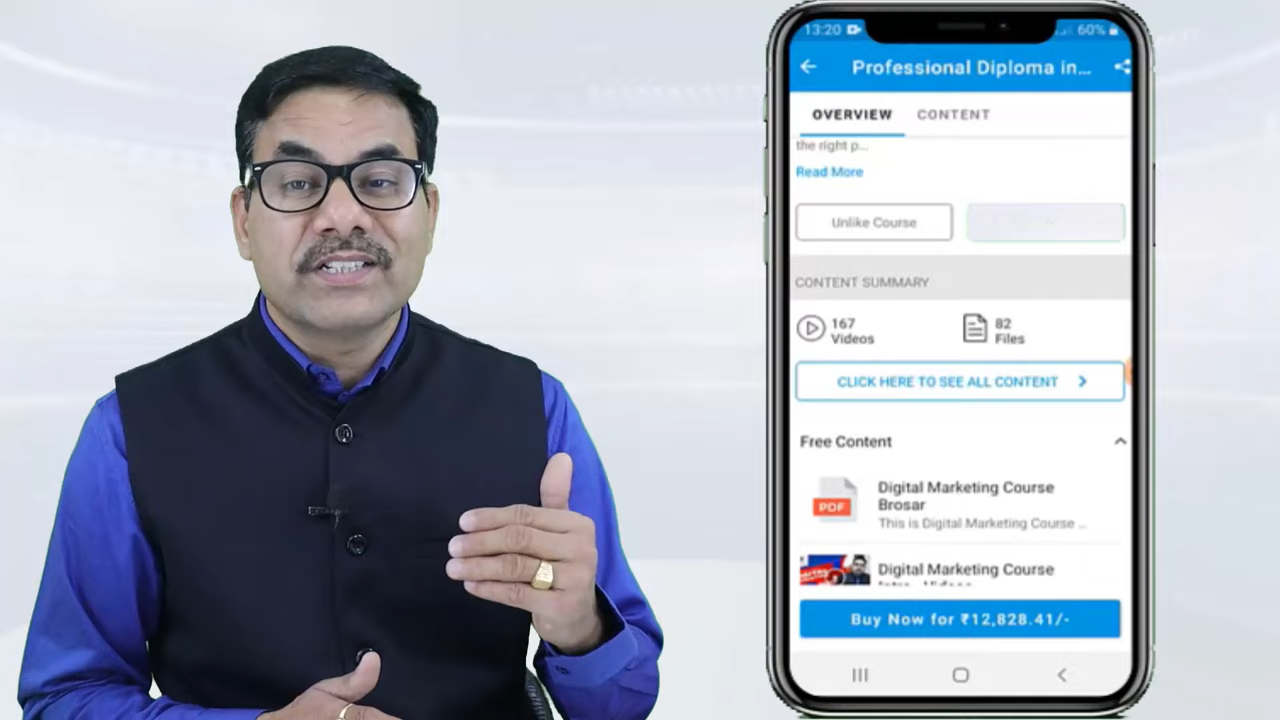 13:20
60%
Professional Diploma in...
OVERVIEW
CONTENT
the right p...
Read More
Unlike Course
CONTENT SUMMARY
167
Videos
82
Files
CLICK HERE TO SEE ALL CONTENT
Free Content
PDF
Digital Marketing Course
Brosar
This is Digital Marketing Course ...
Digital Marketing Course
Buy Now for ₹12,828.41/-